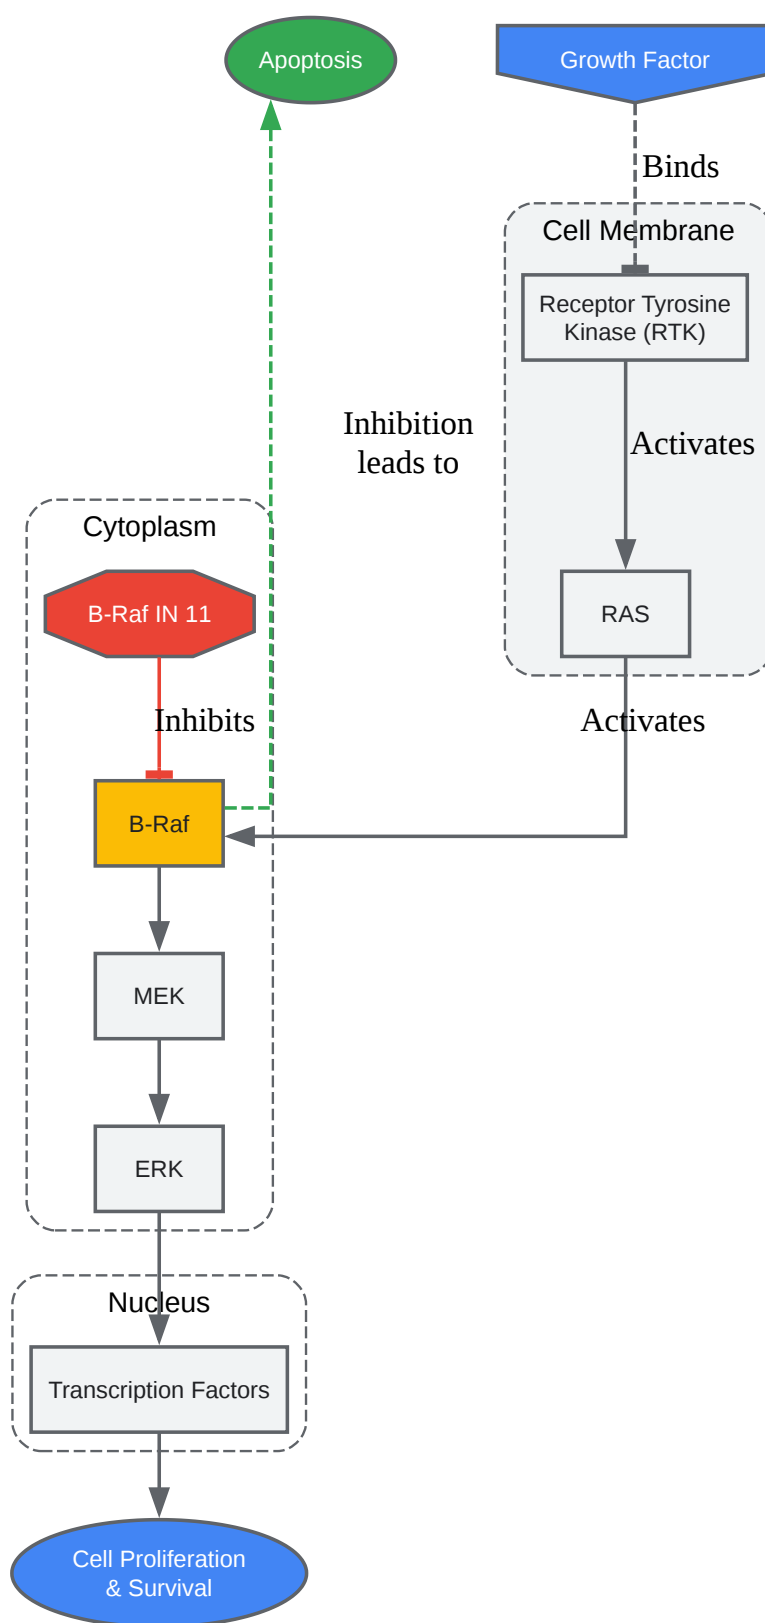 Apoptosis
Growth Factor
Binds
Cell Membrane
Receptor Tyrosine
Kinase (RTK)
Inhibition
leads to
Activates
Cytoplasm
B-Raf IN 11
RAS
Inhibits
Activates
B-Raf
MEK
ERK
Nucleus
Transcription Factors
Cell Proliferation
& Survival